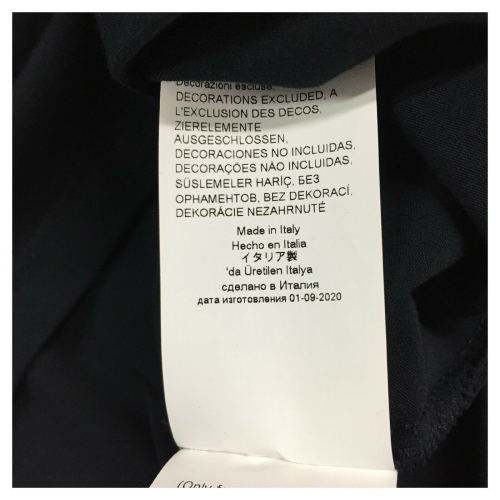 Decorazioni escluse,
DECORATIONS EXCLUDED, A
L'EXCLUSION DES DECOS.
ZIERELEMENTE
AUSGESCHLOSSEN,
DECORACIONES NO INCLUIDAS.
DECORAÇÕES NÃO INCLUIDAS.
SÜSLEMELER HARİÇ, БЕЗ
ОРНАМЕНТОВ, BEZ DEKORACÍ.
DEKORÁCIE NEZAHRNUTÉ
Made in Italy
Hecho en Italia
イタリア製
'da Üretilen Italya
сделано в Италия
дата изготовления 01-09-2020
(Only f